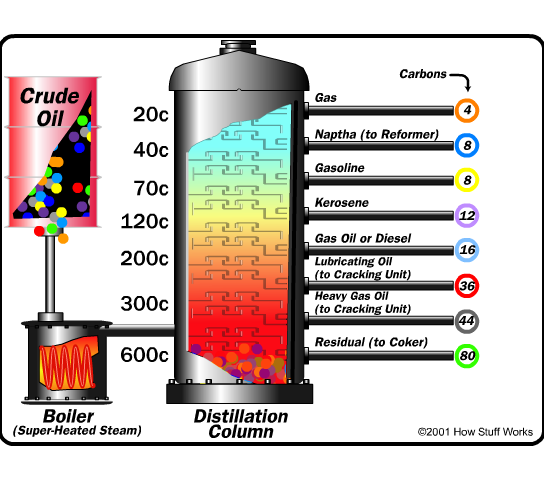 Carbons
Crude
Oil
20c
40c
70c
120c
200c
300c
600c
Gas
4
Naptha (to Reformer)
8
Gasoline
8
Kerosene
12
Gas Oil or Diesel
16
Lubricating Oil
(to Cracking Unit)
36
Heavy Gas Oil
(to Cracking Unit)
44
Residual (to Coker)
80
Boiler
(Super-Heated Steam)
Distillation
Column
©2001 How Stuff Works